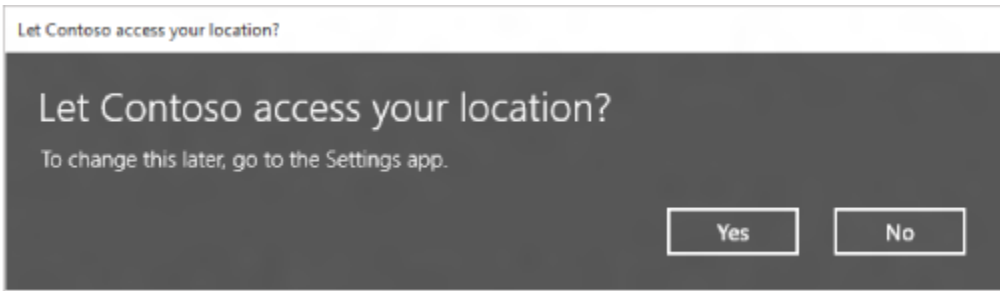 Let Contoso access your location?
Let Contoso access your location?
To change this later, go to the Settings app.
Yes No